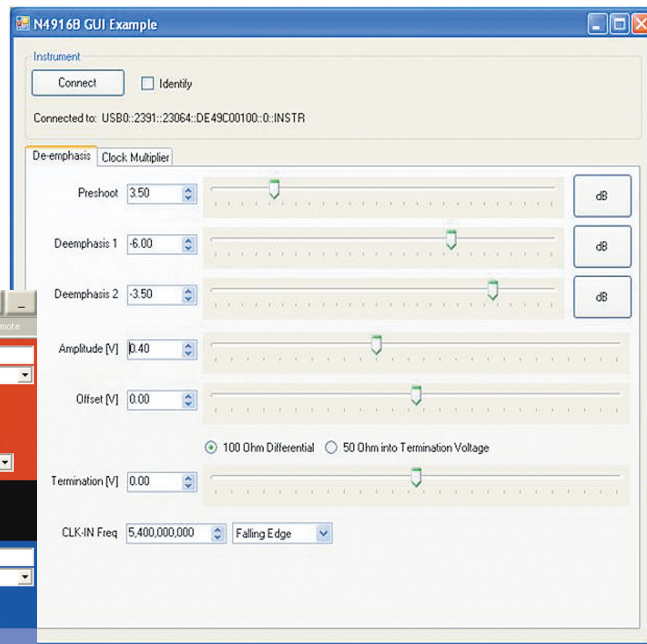 N4916B GUI Example
Instrument
Connect
Identify
Connected to: USB0::2391::23064::DE49C00100::0::INSTR
De-emphasis
Clock Multiplier
Preshoot 3.50 dB
Deemphasis 1 -6.00 dB
Deemphasis 2 -3.50 dB
mote
Amplitude [V] 0.40
Offset [V] 0.00
100 Ohm Differential 50 Ohm into Termination Voltage
Termination [V] 0.00
CLK-IN Freq 5,400,000,000 Falling Edge